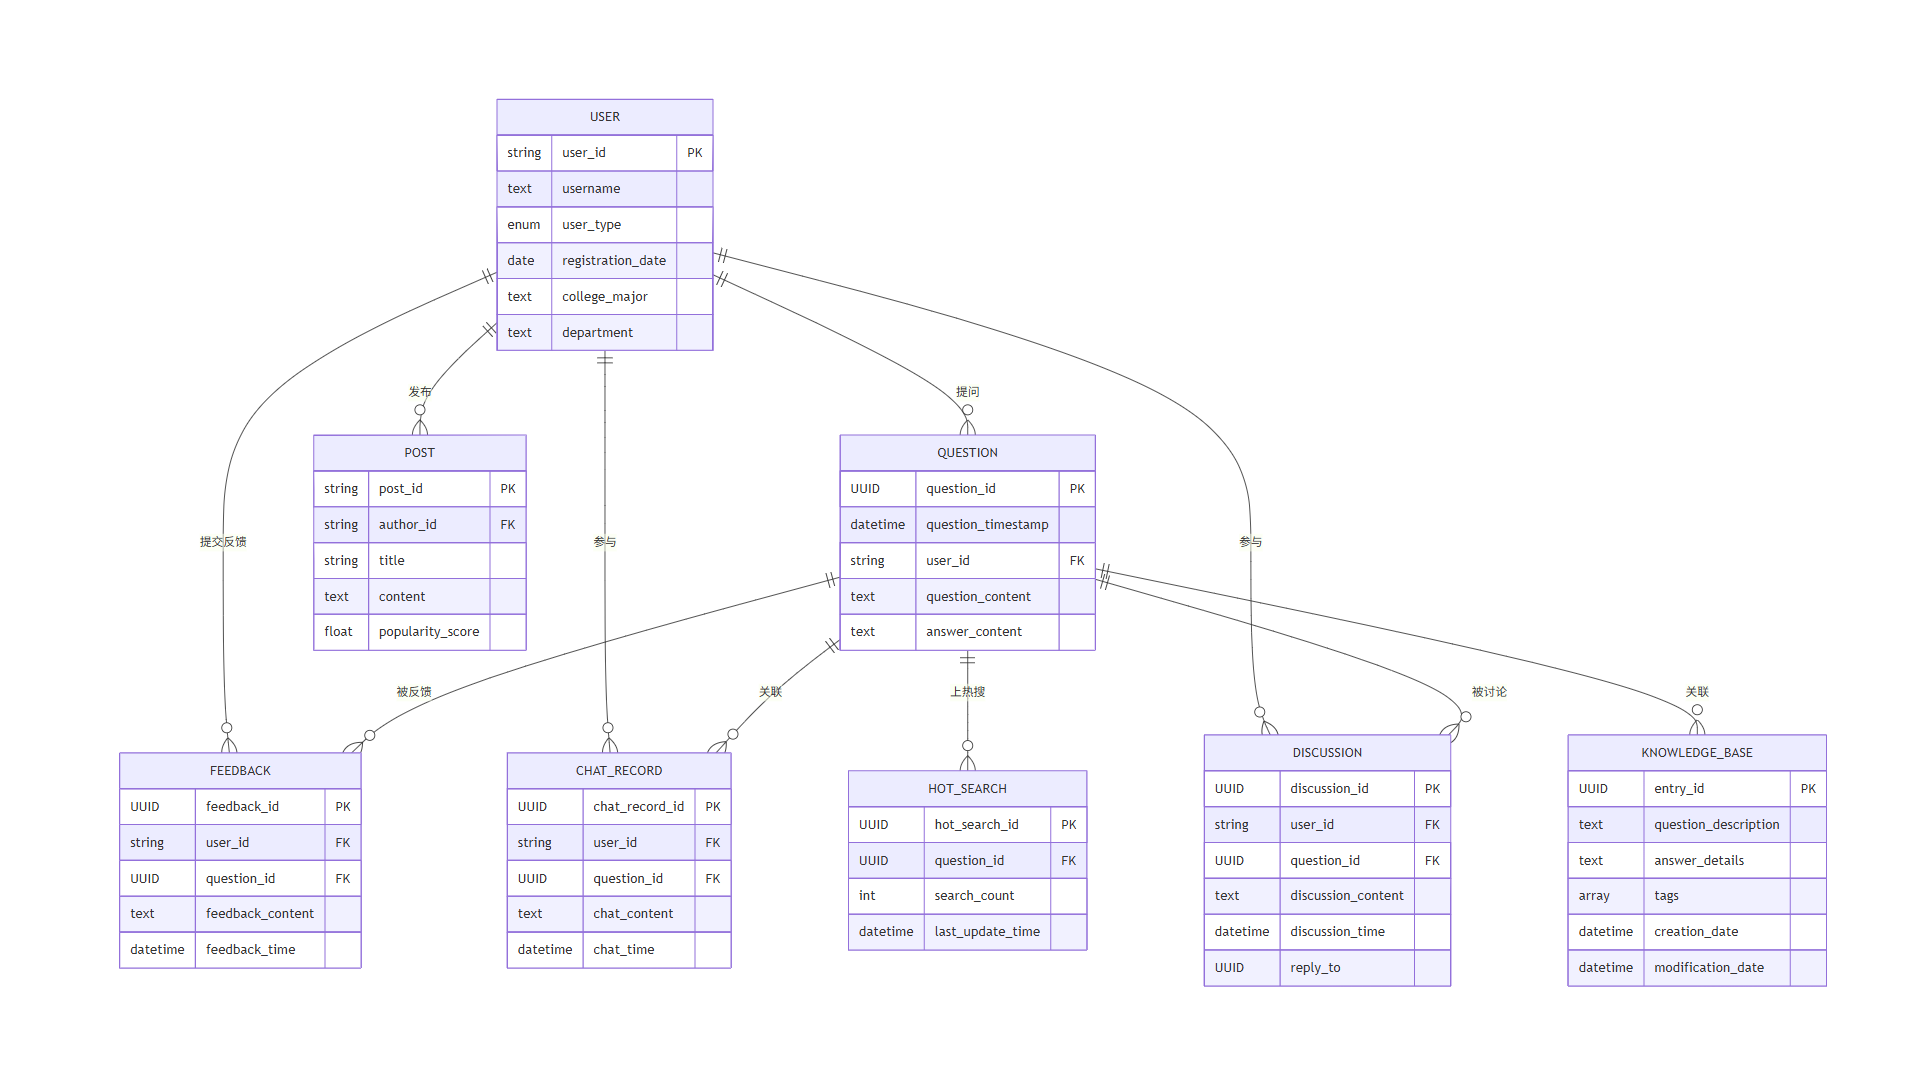 USER
string user_id PK
text username
enum user_type
date registration_date
text college_major
text department
发布
提问
POST
string post_id PK
string author_id FK
string title
text content
float popularity_score
QUESTION
UUID question_id PK
datetime question_timestamp
string user_id FK
text question_content
text answer_content
提交反馈
参与
参与
被反馈
关联
上热搜
被讨论
关联
FEEDBACK
UUID feedback_id PK
string user_id FK
UUID question_id FK
text feedback_content
datetime feedback_time
CHAT_RECORD
UUID chat_record_id PK
string user_id FK
UUID question_id FK
text chat_content
datetime chat_time
HOT_SEARCH
UUID hot_search_id PK
UUID question_id FK
int search_count
datetime last_update_time
DISCUSSION
UUID discussion_id PK
string user_id FK
UUID question_id FK
text discussion_content
datetime discussion_time
UUID reply_to
KNOWLEDGE_BASE
UUID entry_id PK
text question_description
text answer_details
array tags
datetime creation_date
datetime modification_date